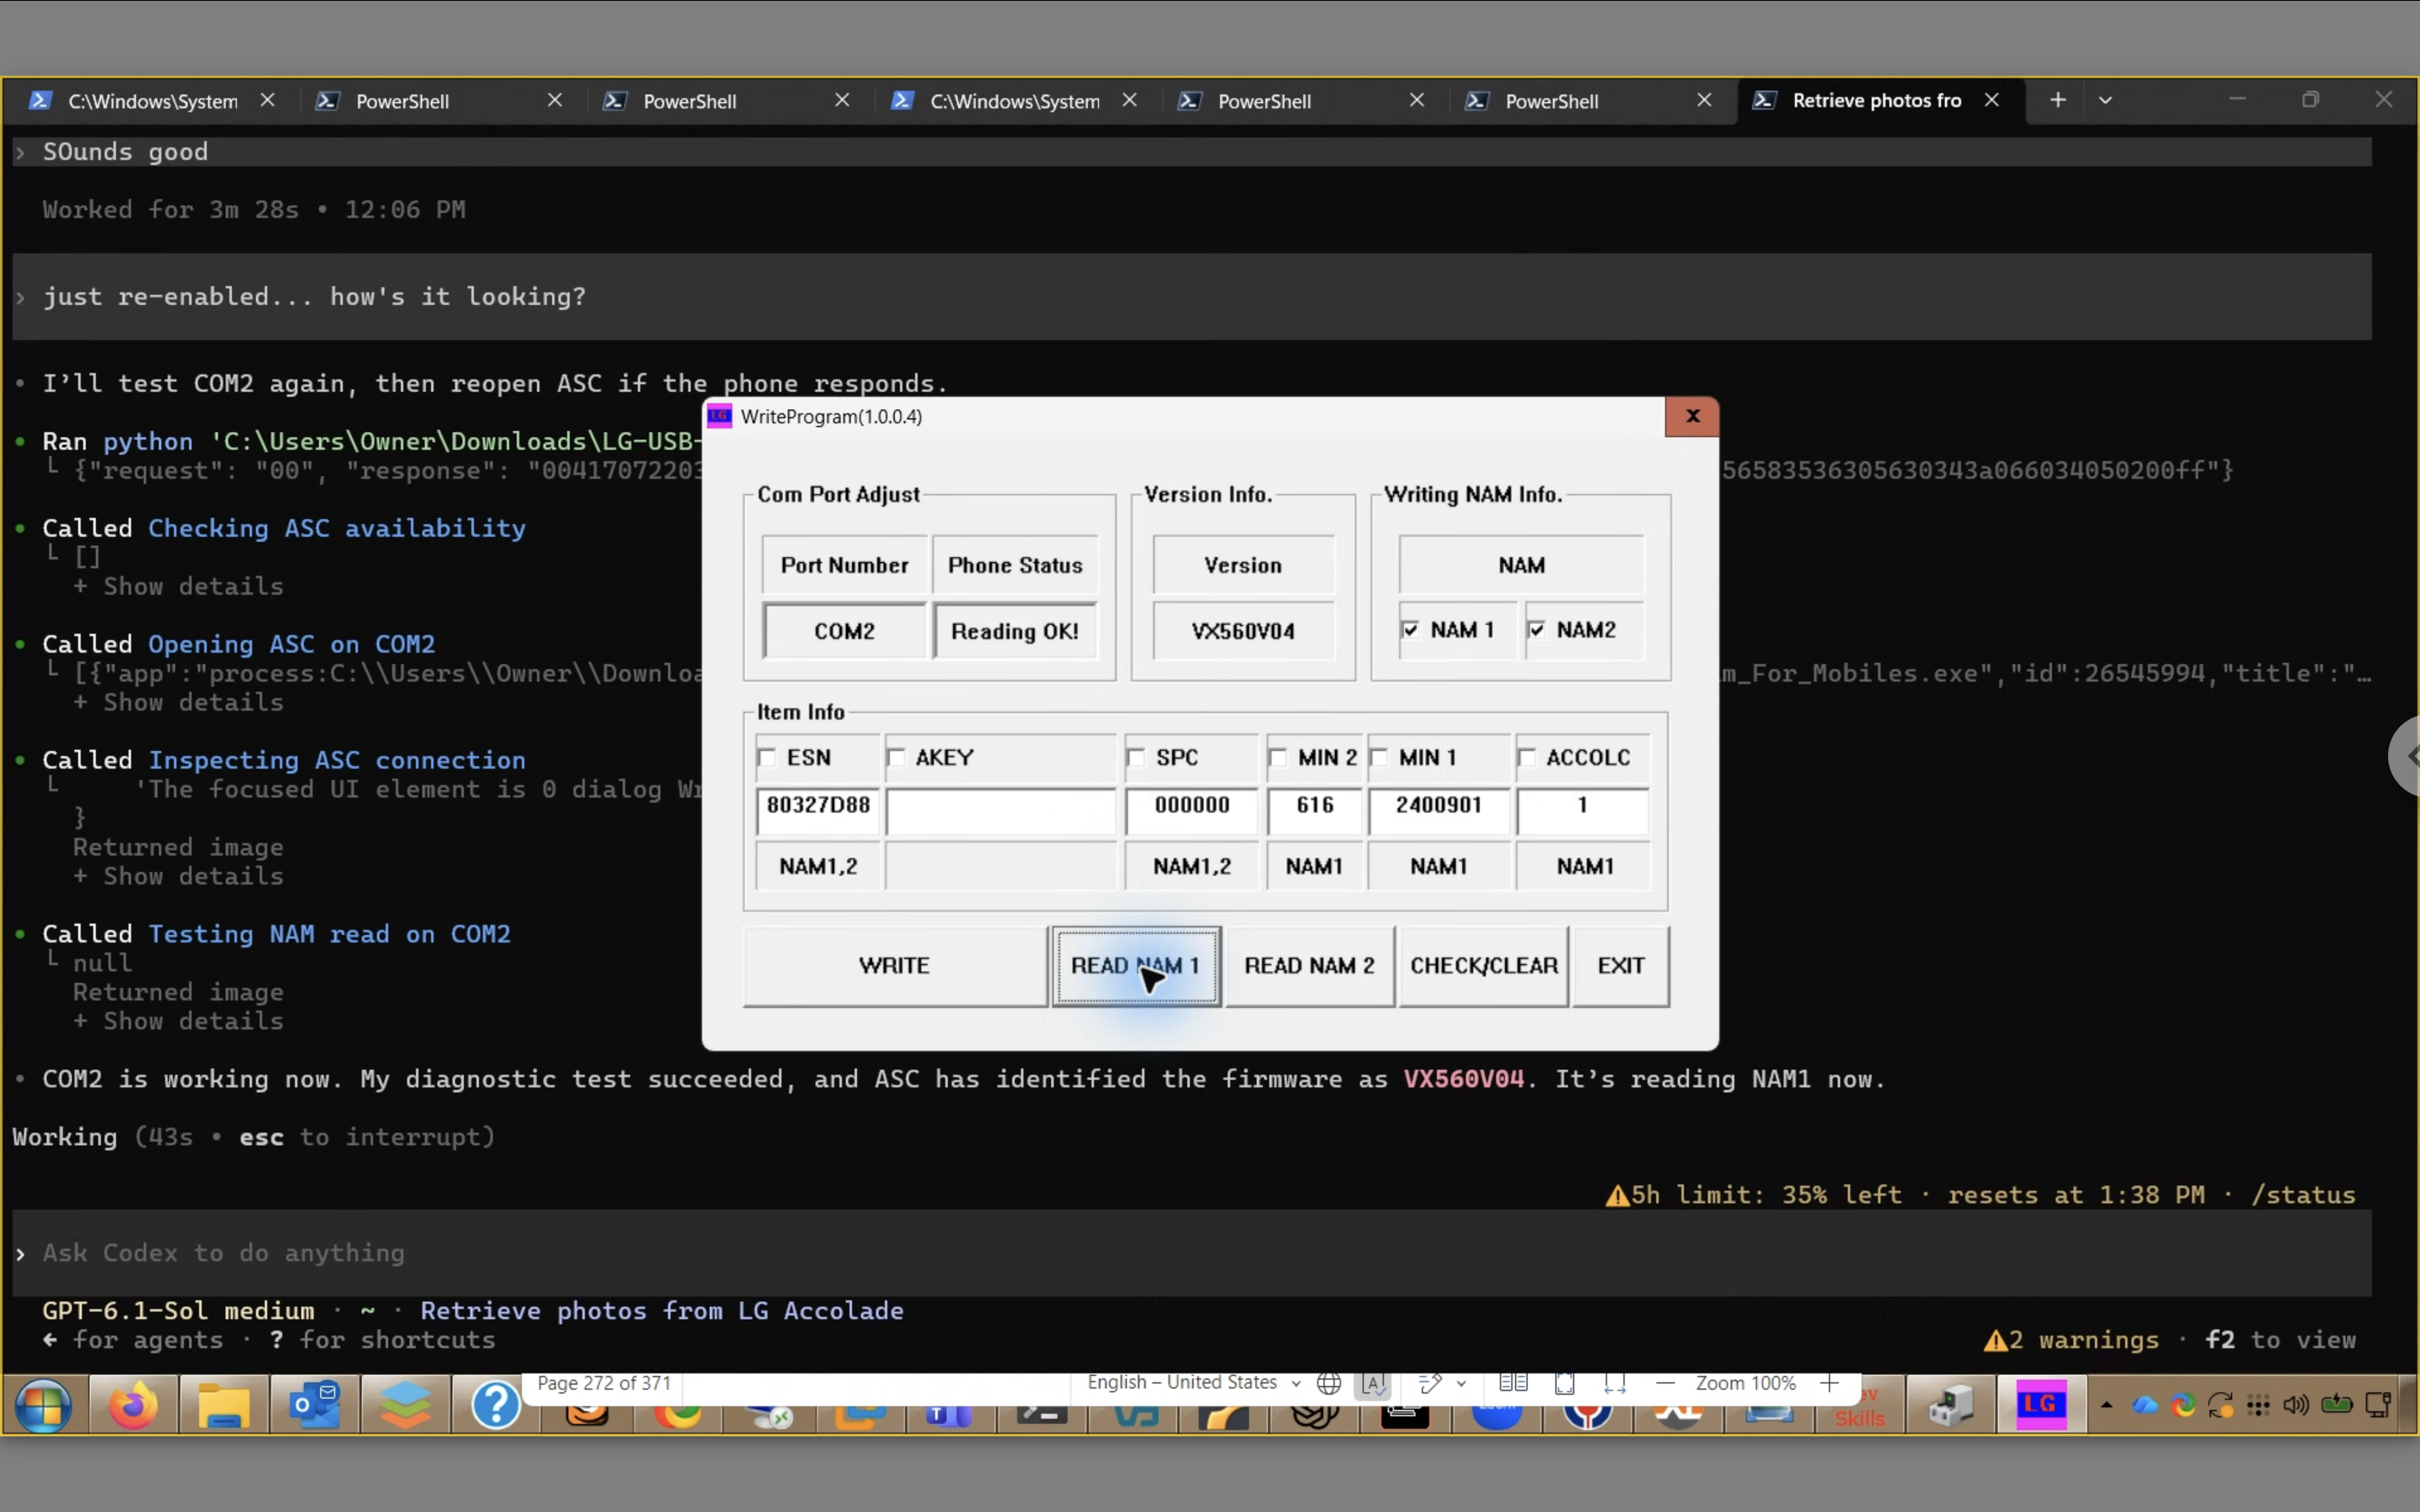 C:\Windows\System
PowerShell
PowerShell
C:\Windows\System
PowerShell
PowerShell
Retrieve photos fro
› SOunds good
Worked for 3m 28s • 12:06 PM
› just re-enabled... how's it looking?
• I’ll test COM2 again, then reopen ASC if the phone responds.
• Ran python 'C:\Users\Owner\Downloads\LG-USB-
└ {"request": "00", "response": "00417072203
56583536305630343a066034050200ff"}
• Called Checking ASC availability
└ []
+ Show details
• Called Opening ASC on COM2
└ [{"app":"process:C:\\Users\\Owner\\Downloa
m_For_Mobiles.exe","id":26545994,"title":"…
+ Show details
• Called Inspecting ASC connection
└ 'The focused UI element is 0 dialog Wr
}
Returned image
+ Show details
• Called Testing NAM read on COM2
└ null
Returned image
+ Show details
• COM2 is working now. My diagnostic test succeeded, and ASC has identified the firmware as VX560V04. It’s reading NAM1 now.
Working (43s • esc to interrupt)
⚠5h limit: 35% left · resets at 1:38 PM · /status
› Ask Codex to do anything
GPT-6.1-Sol medium · ~ · Retrieve photos from LG Accolade
← for agents · ? for shortcuts
⚠2 warnings · f2 to view
LG
WriteProgram(1.0.0.4)
x
Com Port Adjust
Version Info.
Writing NAM Info.
Port Number
Phone Status
Version
NAM
COM2
Reading OK!
VX560V04
NAM 1
NAM2
Item Info
ESN
AKEY
SPC
MIN 2
MIN 1
ACCOLC
80327D88
000000
616
2400901
1
NAM1,2
NAM1,2
NAM1
NAM1
NAM1
WRITE
READ NAM 1
READ NAM 2
CHECK/CLEAR
EXIT
Page 272 of 371
English – United States
Zoom 100%
Skills
LG